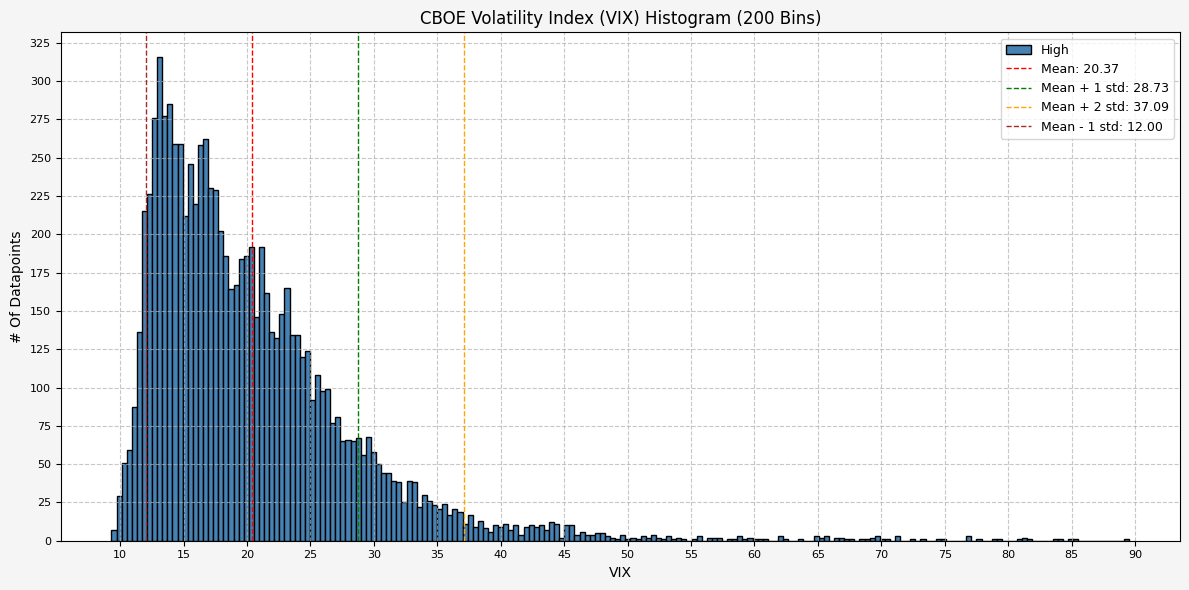 CBOE Volatility Index (VIX) Histogram (200 Bins)
High
Mean: 20.37
Mean + 1 std: 28.73
Mean + 2 std: 37.09
Mean - 1 std: 12.00
# Of Datapoints
325
300
275
250
225
200
175
150
125
100
75
50
25
0
10 15 20 25 30 35 40 45 50 55 60 65 70 75 80 85 90
VIX